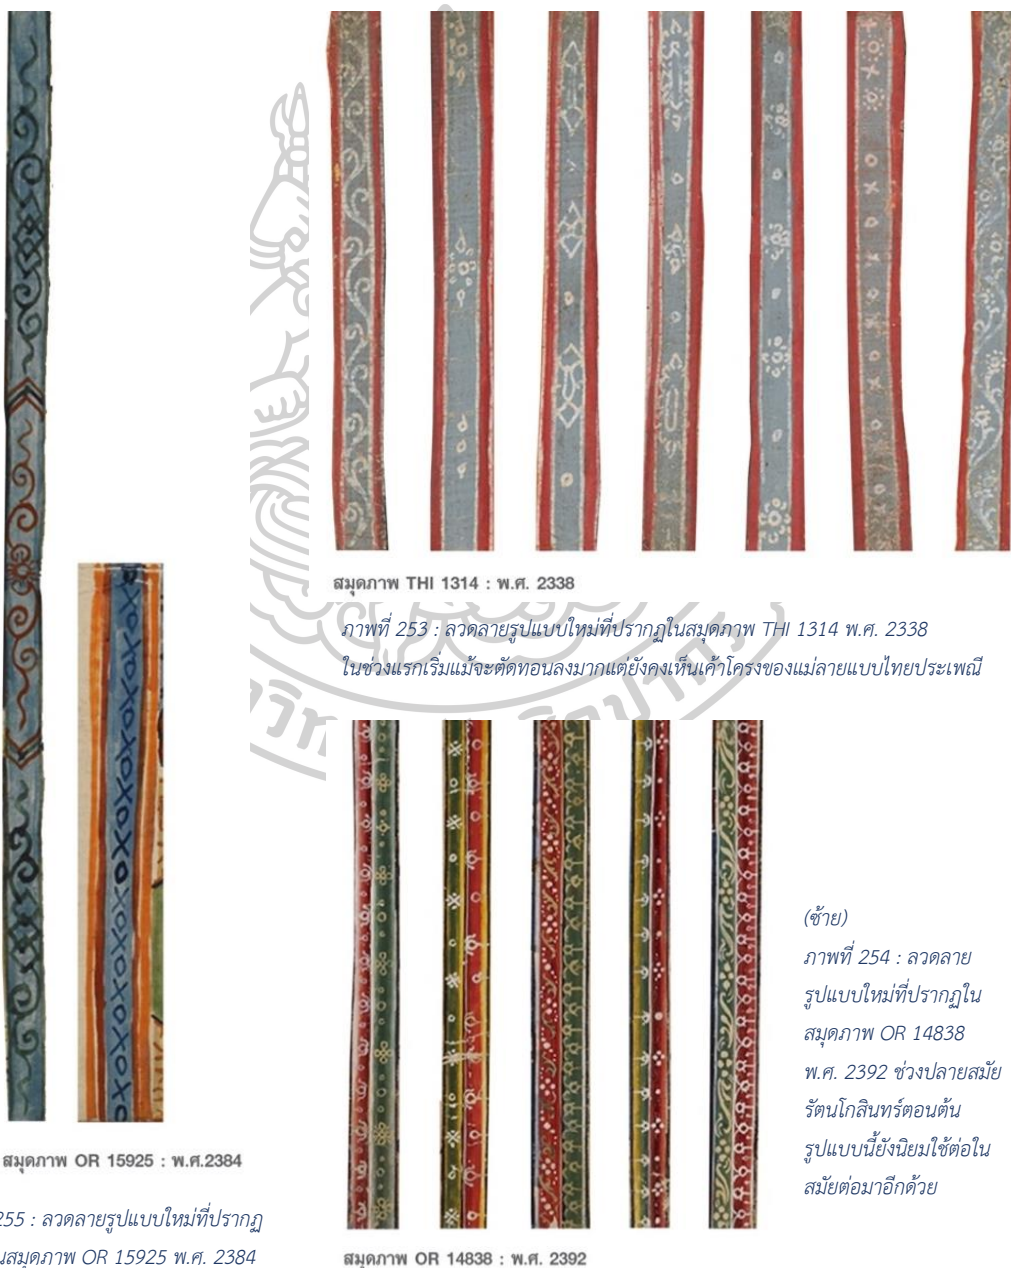 สมุดภาพ THI 1314 : พ.ศ. 2338
ภาพที่ 253 : ลวดลายรูปแบบใหม่ที่ปรากฏในสมุดภาพ THI 1314 พ.ศ. 2338
ในช่วงแรกเริ่มแม้จะตัดทอนลงมากแต่ยังคงเห็นเค้าโครงของแม่ลายแบบไทยประเพณี
(ซ้าย)
ภาพที่ 254 : ลวดลาย
รูปแบบใหม่ที่ปรากฏใน
สมุดภาพ OR 14838
พ.ศ. 2392 ช่วงปลายสมัย
รัตนโกสินทร์ตอนต้น
รูปแบบนี้ยังนิยมใช้ต่อใน
สมัยต่อมาอีกด้วย
สมุดภาพ OR 15925 : พ.ศ.2384
255 : ลวดลายรูปแบบใหม่ที่ปรากฏ
นสมุดภาพ OR 15925 พ.ศ. 2384
สมุดภาพ OR 14838 : พ.ศ. 2392